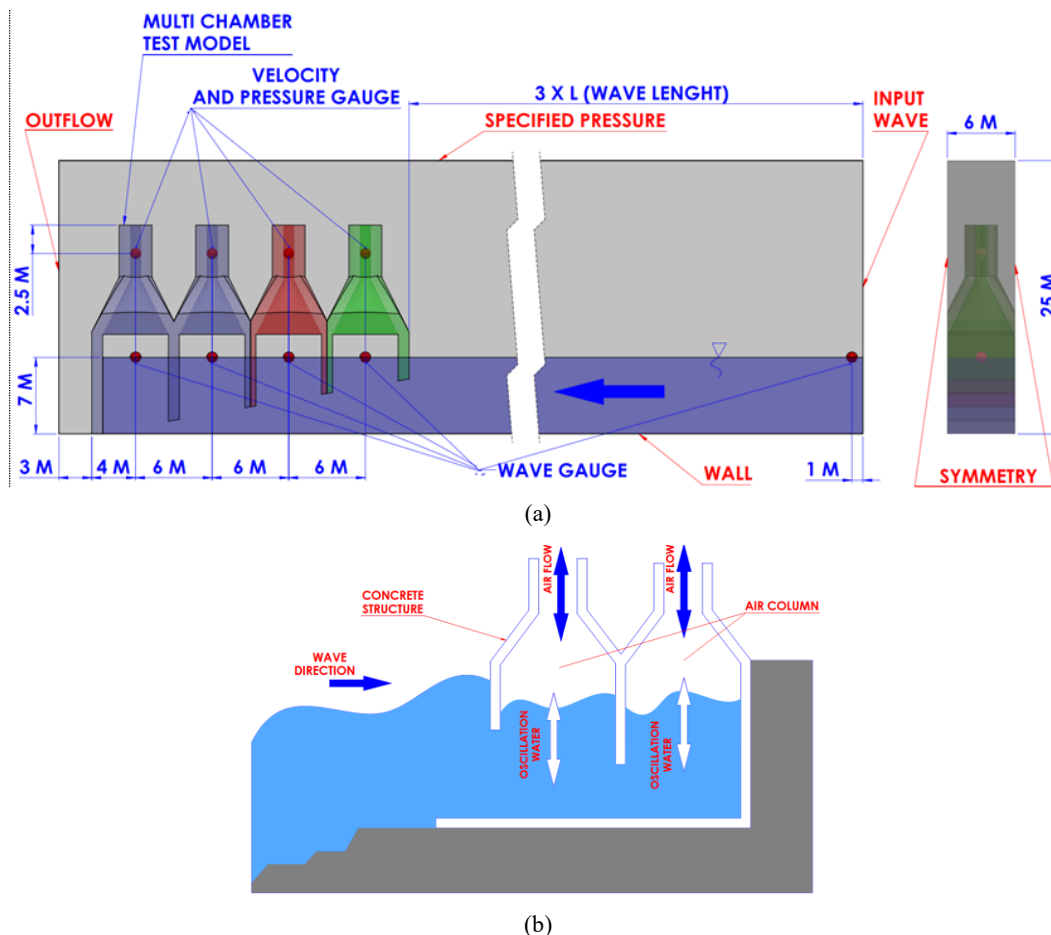 MULTI CHAMBER
TEST MODEL
VELOCITY
AND PRESSURE GAUGE
3 X L (WAVE LENGHT)
INPUT
WAVE
OUTFLOW
SPECIFIED PRESSURE
6 M
2.5 M
7 M
25 M
3 M
4 M
6 M
6 M
6 M
WAVE GAUGE
WALL
1 M
SYMMETRY
(a)
AIR FLOW
AIR FLOW
CONCRETE
STRUCTURE
AIR COLUMN
WAVE
DIRECTION
OSCILLATION
WATER
OSCILLATION
WATER
(b)